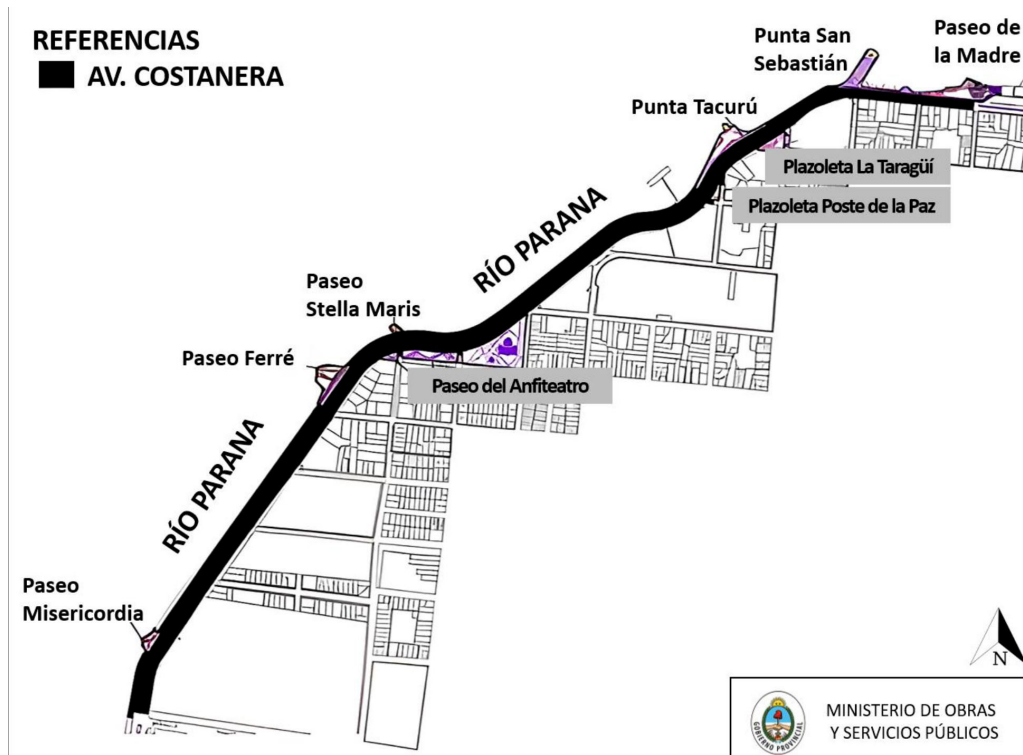 REFERENCIAS
AV. COSTANERA
Punta San
Sebastián
Paseo de
la Madre
Punta Tacurú
Plazoleta La Taragüí
Plazoleta Poste de la Paz
RÍO PARANA
Paseo
Stella Maris
Paseo Ferré
Paseo del Anfiteatro
RÍO PARANA
Paseo
Misericordia
N
GOBIERNO PROVINCIAL
MINISTERIO DE OBRAS
Y SERVICIOS PÚBLICOS